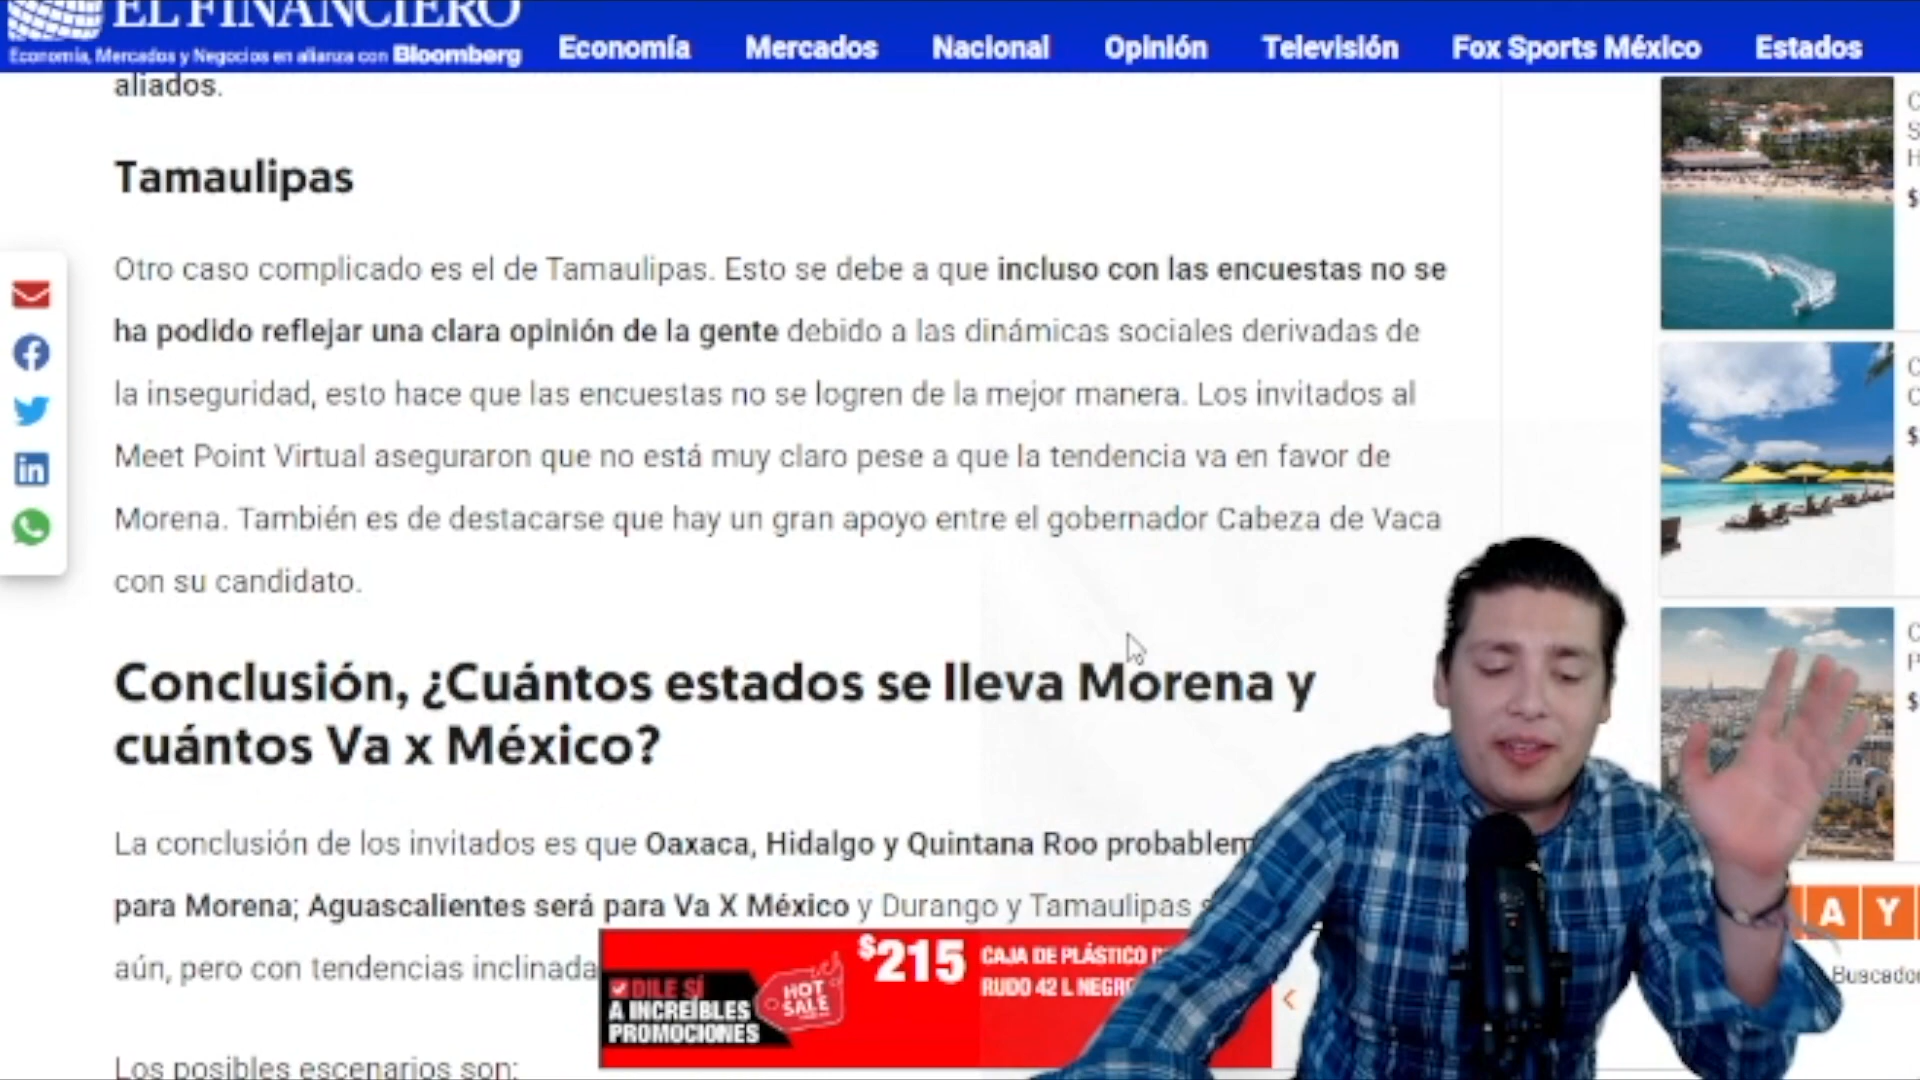 EL FINANCIERO
Economía, Mercados y Negocios en alianza con Bloomberg
Economía Mercados Nacional Opinión Televisión Fox Sports México Estados
aliados.
Tamaulipas
Otro caso complicado es el de Tamaulipas. Esto se debe a que incluso con las encuestas no se
ha podido reflejar una clara opinión de la gente debido a las dinámicas sociales derivadas de
la inseguridad, esto hace que las encuestas no se logren de la mejor manera. Los invitados al
Meet Point Virtual aseguraron que no está muy claro pese a que la tendencia va en favor de
Morena. También es de destacarse que hay un gran apoyo entre el gobernador Cabeza de Vaca
con su candidato.
Conclusión, ¿Cuántos estados se lleva Morena y
cuántos Va x México?
La conclusión de los invitados es que Oaxaca, Hidalgo y Quintana Roo
para Morena; Aguascalientes será para Va X México y Durango y Tamaulipas
aún, pero con tendencias
Los posibles escenarios son:
DILE SÍ
A INCREÍBLES
PROMOCIONES
HOT
SALE
$215
CAJA DE PLÁSTICO
RUDO 42 L NEGRO
A Y